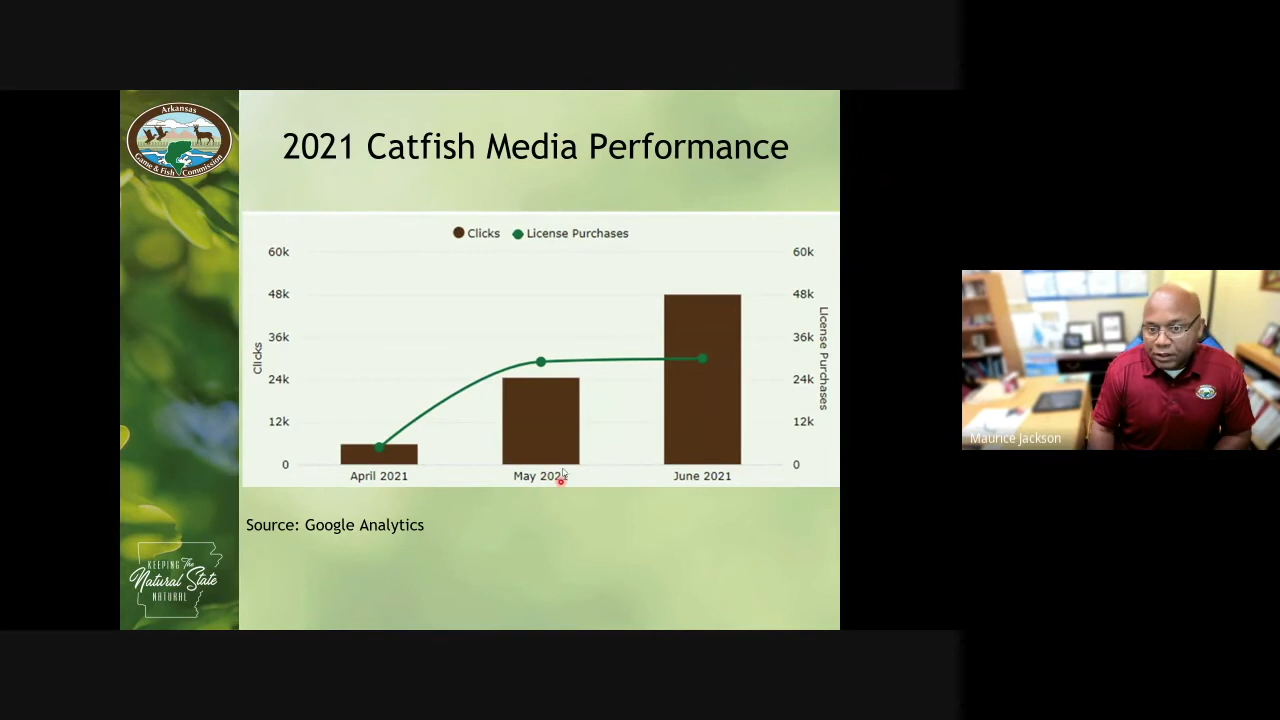 Arkansas
Game & Fish Commission
2021 Catfish Media Performance
Clicks License Purchases
60k 60k
48k 48k
36k 36k
24k 24k
12k 12k
0 0
Clicks
License Purchases
April 2021 May 2021 June 2021
Source: Google Analytics
KEEPING The
Natural State
NATURAL
Maurice Jackson